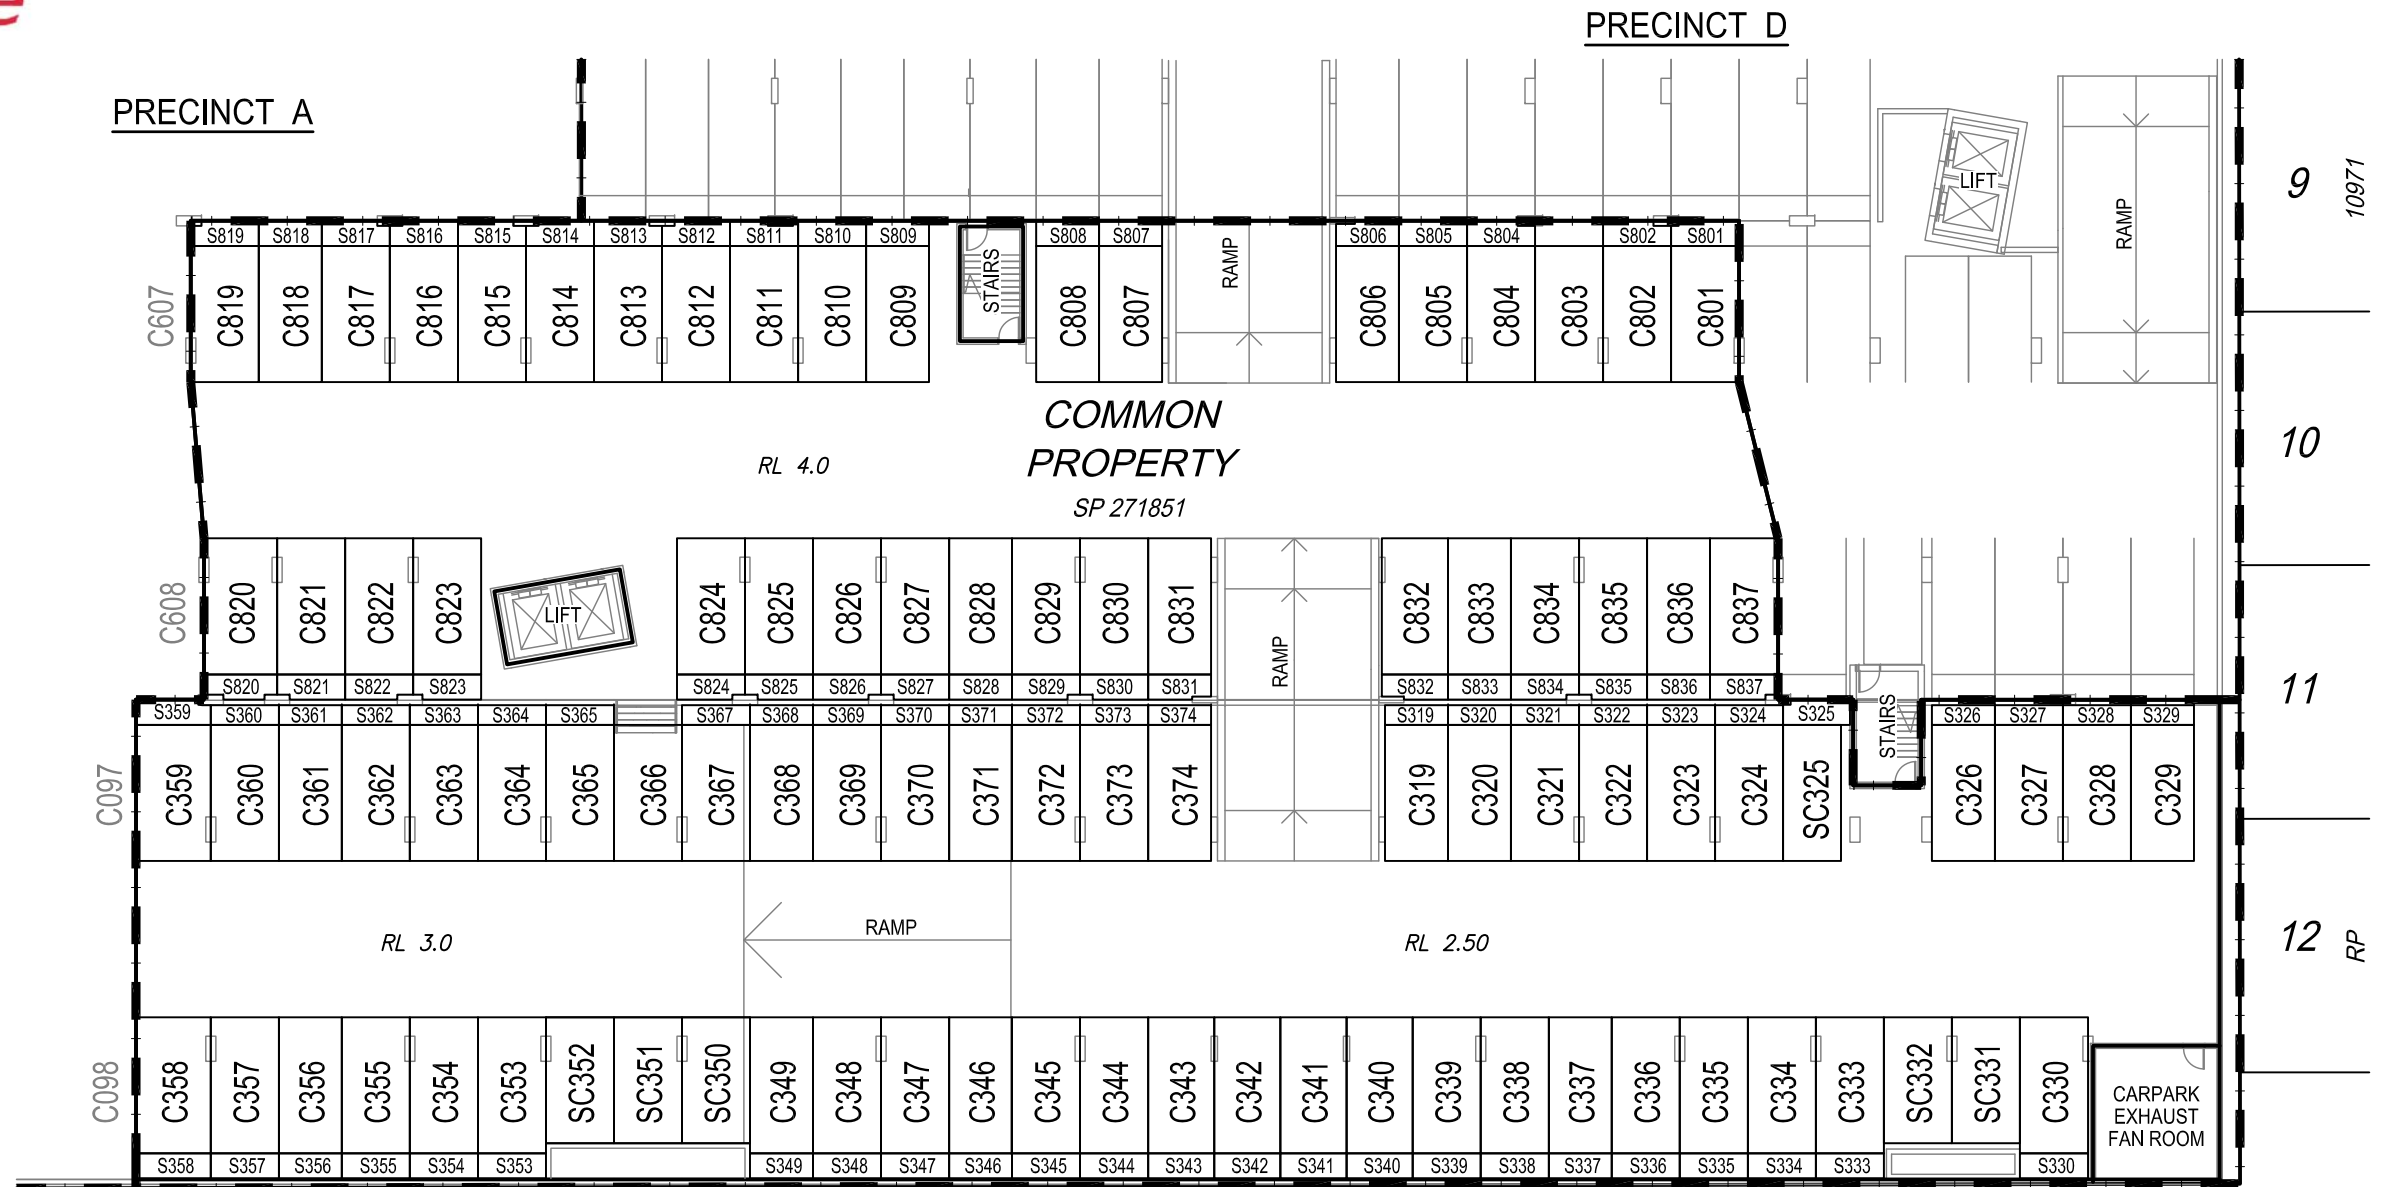 PRECINCT D
PRECINCT A
S819 S818 S817 S816 S815 S814 S813 S812 S811 S810 S809 S808 S807 S806 S805 S804 S802 S801
C607 C819 C818 C817 C816 C815 C814 C813 C812 C811 C810 C809 STAIRS C808 C807 RAMP C806 C805 C804 C803 C802 C801 LIFT RAMP 9 10971
COMMON
PROPERTY
RL 4.0
SP 271851
10
C608 C820 C821 C822 C823 LIFT C824 C825 C826 C827 C828 C829 C830 C831 RAMP C832 C833 C834 C835 C836 C837
S820 S821 S822 S823 S824 S825 S826 S827 S828 S829 S830 S831 S832 S833 S834 S835 S836 S837 11
S359 S360 S361 S362 S363 S364 S365 S367 S368 S369 S370 S371 S372 S373 S374 S319 S320 S321 S322 S323 S324 S325 STAIRS S326 S327 S328 S329
C097 C359 C360 C361 C362 C363 C364 C365 C366 C367 C368 C369 C370 C371 C372 C373 C374 C319 C320 C321 C322 C323 C324 SC325 C326 C327 C328 C329
RL 3.0 RAMP RL 2.50 12 RP
C098 C358 C357 C356 C355 C354 C353 SC352 SC351 SC350 C349 C348 C347 C346 C345 C344 C343 C342 C341 C340 C339 C338 C337 C336 C335 C334 C333 SC332 SC331 C330
CARPARK
EXHAUST
FAN ROOM
S358 S357 S356 S355 S354 S353 S349 S348 S347 S346 S345 S344 S343 S342 S341 S340 S339 S338 S337 S336 S335 S334 S333 S330